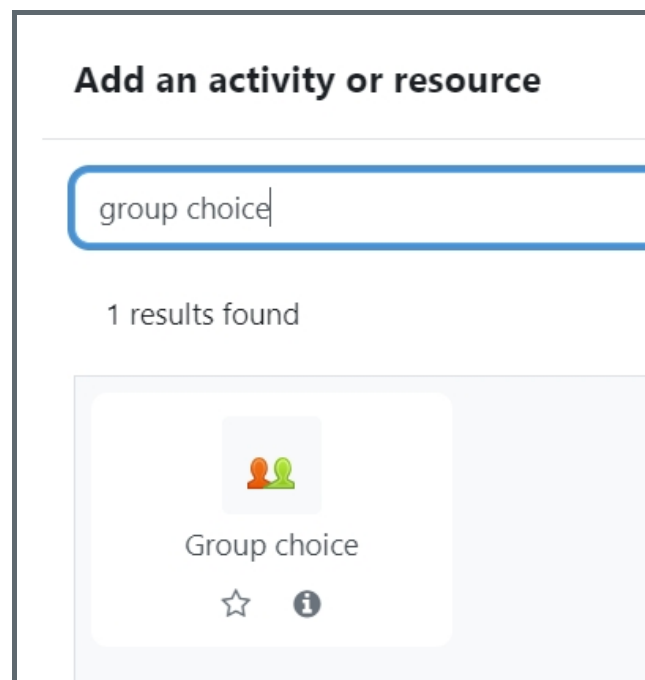 Add an activity or resource
group choice
1 results found
Group choice